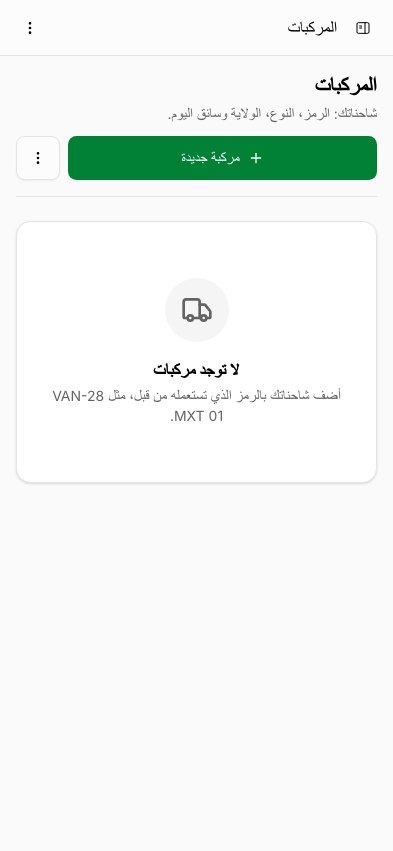 المركبات
المركبات
شاحناتك: الرمز، النوع، الولاية وسائق اليوم.
مركبة جديدة
لا توجد مركبات
أضف شاحناتك بالرمز الذي تستعمله من قبل، مثل VAN-28
MXT 01.